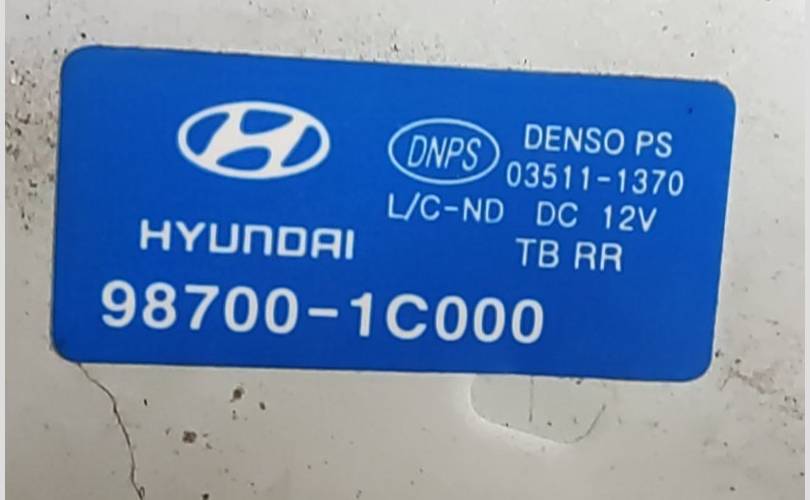 DNPS DENSO PS
03511-1370
L/C-ND DC 12V
HYUNDAI TB RR
98700-1C000